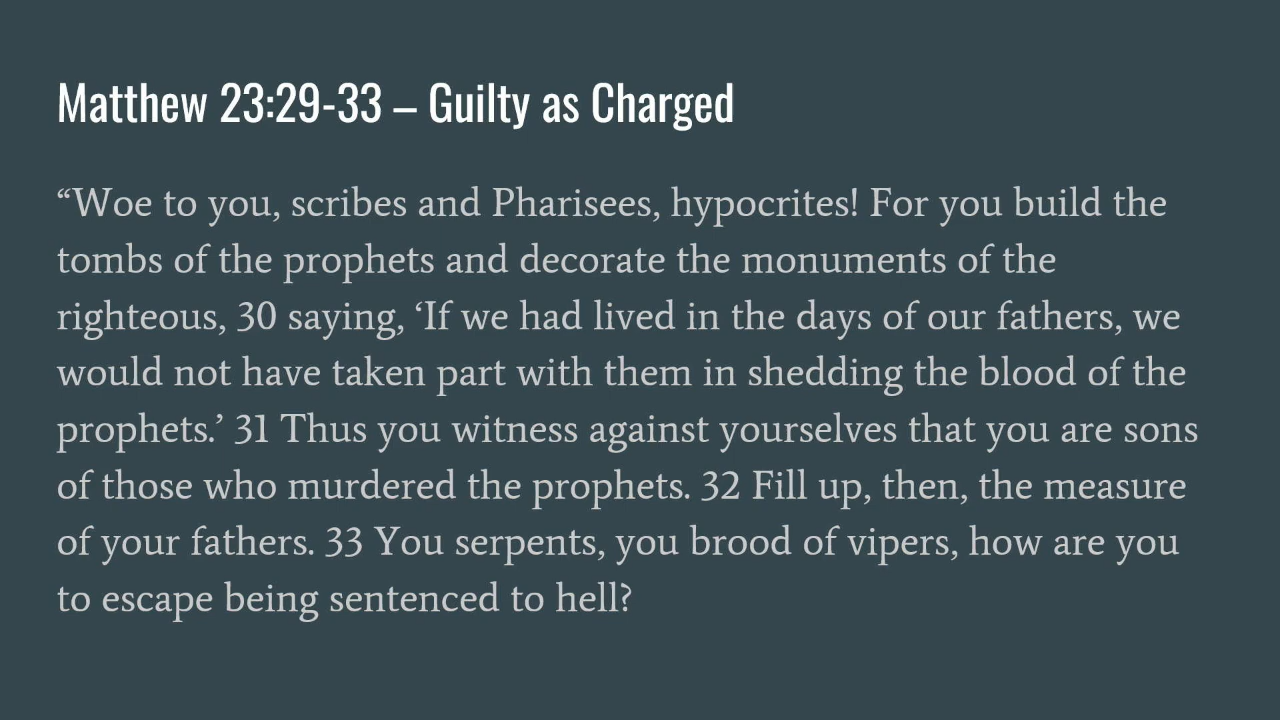 Matthew 23:29-33 – Guilty as Charged
“Woe to you, scribes and Pharisees, hypocrites! For you build the
tombs of the prophets and decorate the monuments of the
righteous, 30 saying, ‘If we had lived in the days of our fathers, we
would not have taken part with them in shedding the blood of the
prophets.’ 31 Thus you witness against yourselves that you are sons
of those who murdered the prophets. 32 Fill up, then, the measure
of your fathers. 33 You serpents, you brood of vipers, how are you
to escape being sentenced to hell?